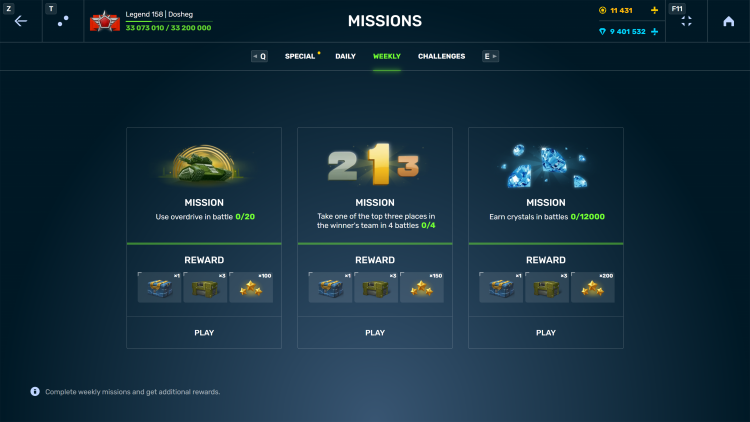 Z
T
Legend 158 | Dosheg
33 073 010 / 33 200 000
MISSIONS
11 431
9 401 532
F11
Q
SPECIAL
DAILY
WEEKLY
CHALLENGES
E
MISSION
Use overdrive in battle 0/20
REWARD
×1
×3
×100
PLAY
MISSION
Take one of the top three places in
the winner's team in 4 battles 0/4
REWARD
×1
×3
×150
PLAY
MISSION
Earn crystals in battles 0/12000
REWARD
×1
×3
×200
PLAY
2 1 3
Complete weekly missions and get additional rewards.